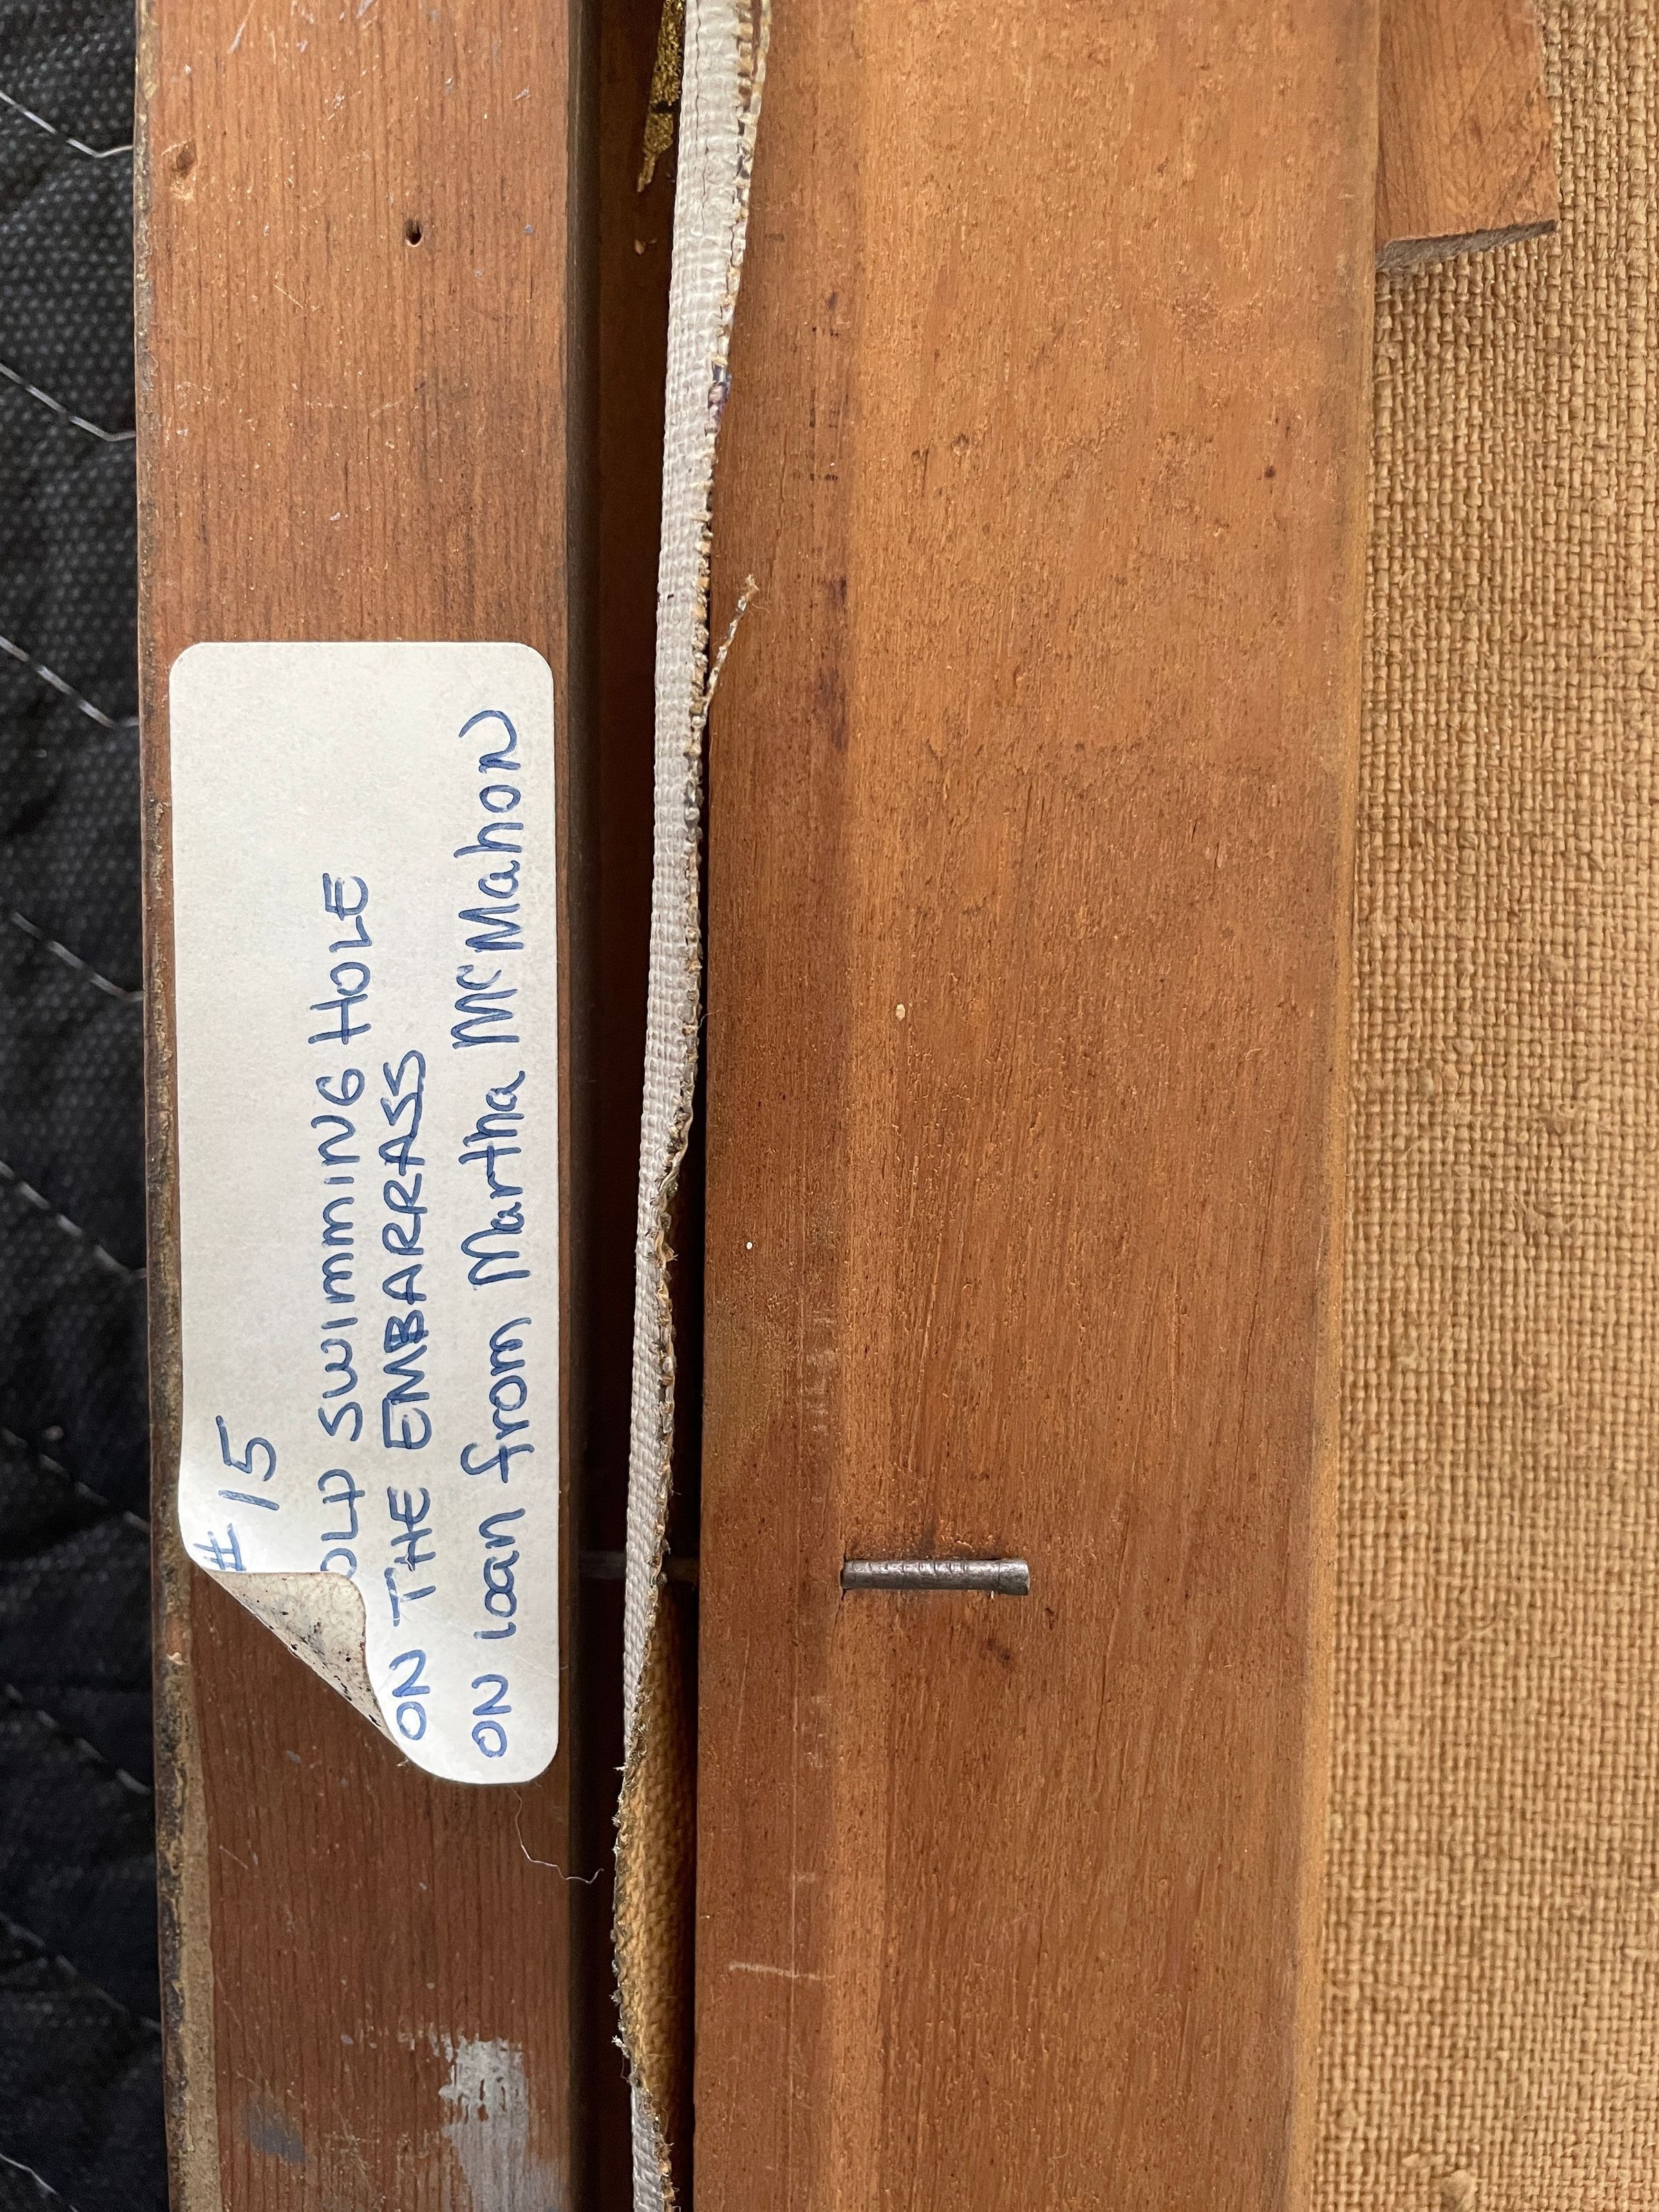 #15
OLD SWIMMING HOLE
ON THE EMBARRASS
ON loan from Martha McMahon